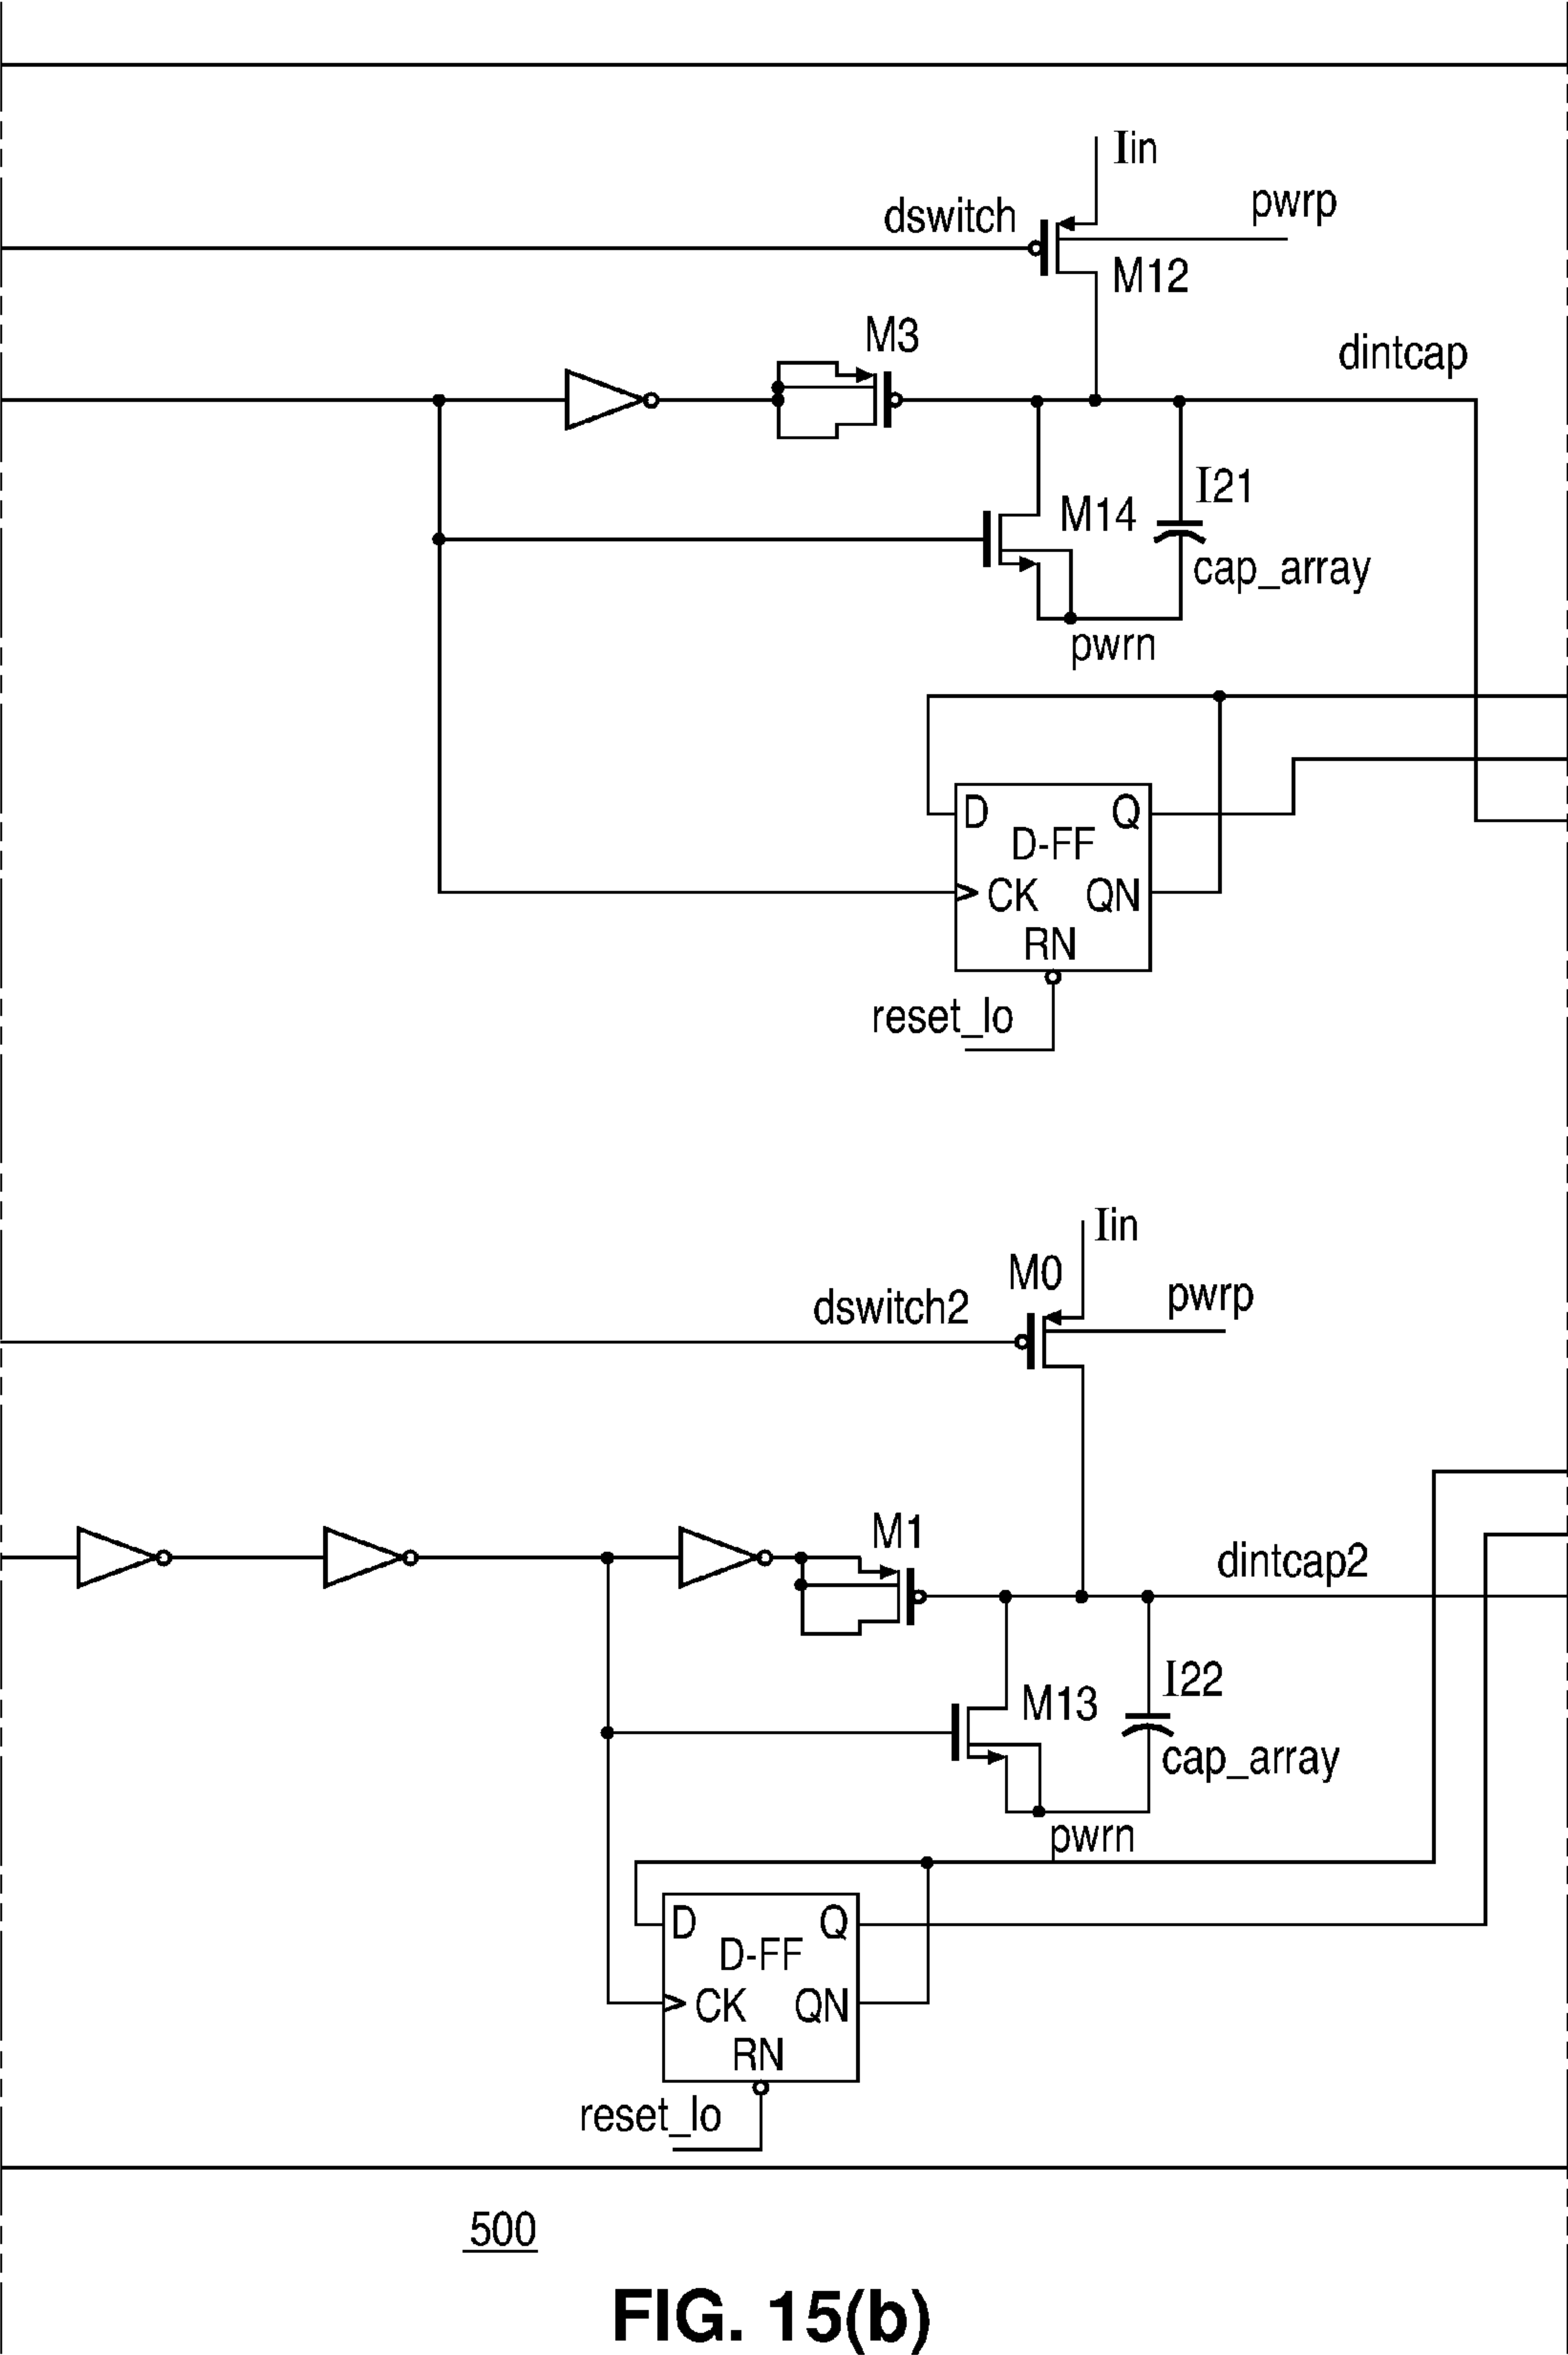 Iin
dswitch
pwrp
M12
M3
dintcap
I21
M14
cap_array
pwrn
D Q
D-FF
CK QN
RN
reset_lo
Iin
M0
dswitch2
pwrp
M1
dintcap2
I22
M13
cap_array
pwrn
D Q
D-FF
CK QN
RN
reset_lo
500
FIG. 15(b)